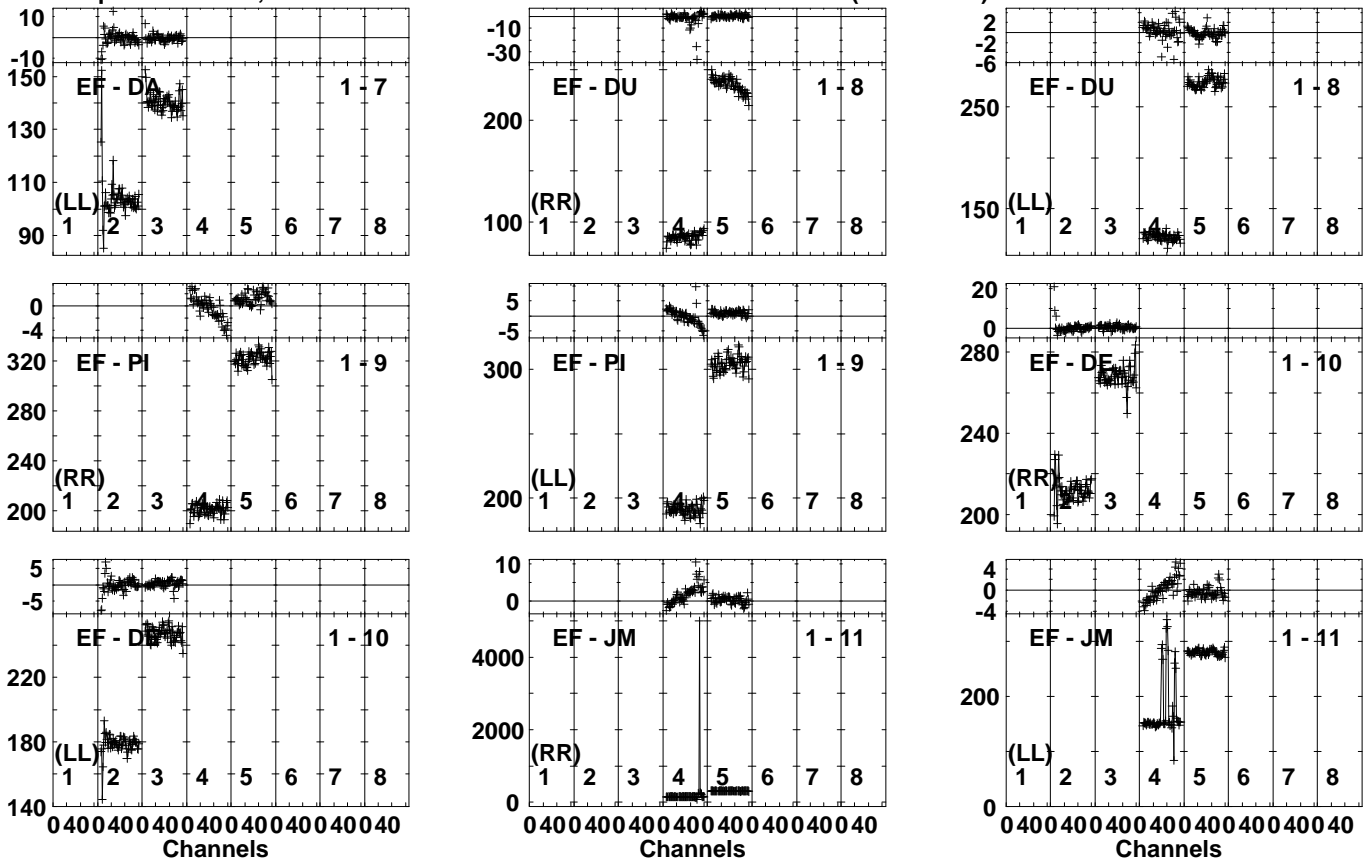 10
-10
150
EF - DA 1 - 7
130
110
(LL)
1 2 3 4 5 6 7 8
90
-10
-30
EF - DU 1 - 8
200
(RR)
100
1 2 3 4 5 6 7 8
2
-2
-6
EF - DU 1 - 8
250
(LL)
150
1 2 3 4 5 6 7 8
0
-4
320
EF - PI 1 - 9
280
240
(RR)
1 2 3 4 5 6 7 8
200
5
-5
300
EF - PI 1 - 9
(LL)
200
1 2 3 4 5 6 7 8
20
0
280
EF - DE 1 - 10
240
(RR)
1 2 3 4 5 6 7 8
200
5
-5
EF - DE 1 - 10
220
180
(LL)
1 2 3 4 5 6 7 8
140
10
0
EF - JM 1 - 11
4000
2000
(RR)
1 2 3 4 5 6 7 8
0
4
0
-4
EF - JM 1 - 11
200
(LL)
1 2 3 4 5 6 7 8
0
0 40 0 40 0 40 0 40 0 40 0 40 0 40 0 40
Channels
0 40 0 40 0 40 0 40 0 40 0 40 0 40 0 40
Channels
0 40 0 40 0 40 0 40 0 40 0 40 0 40 0 40
Channels